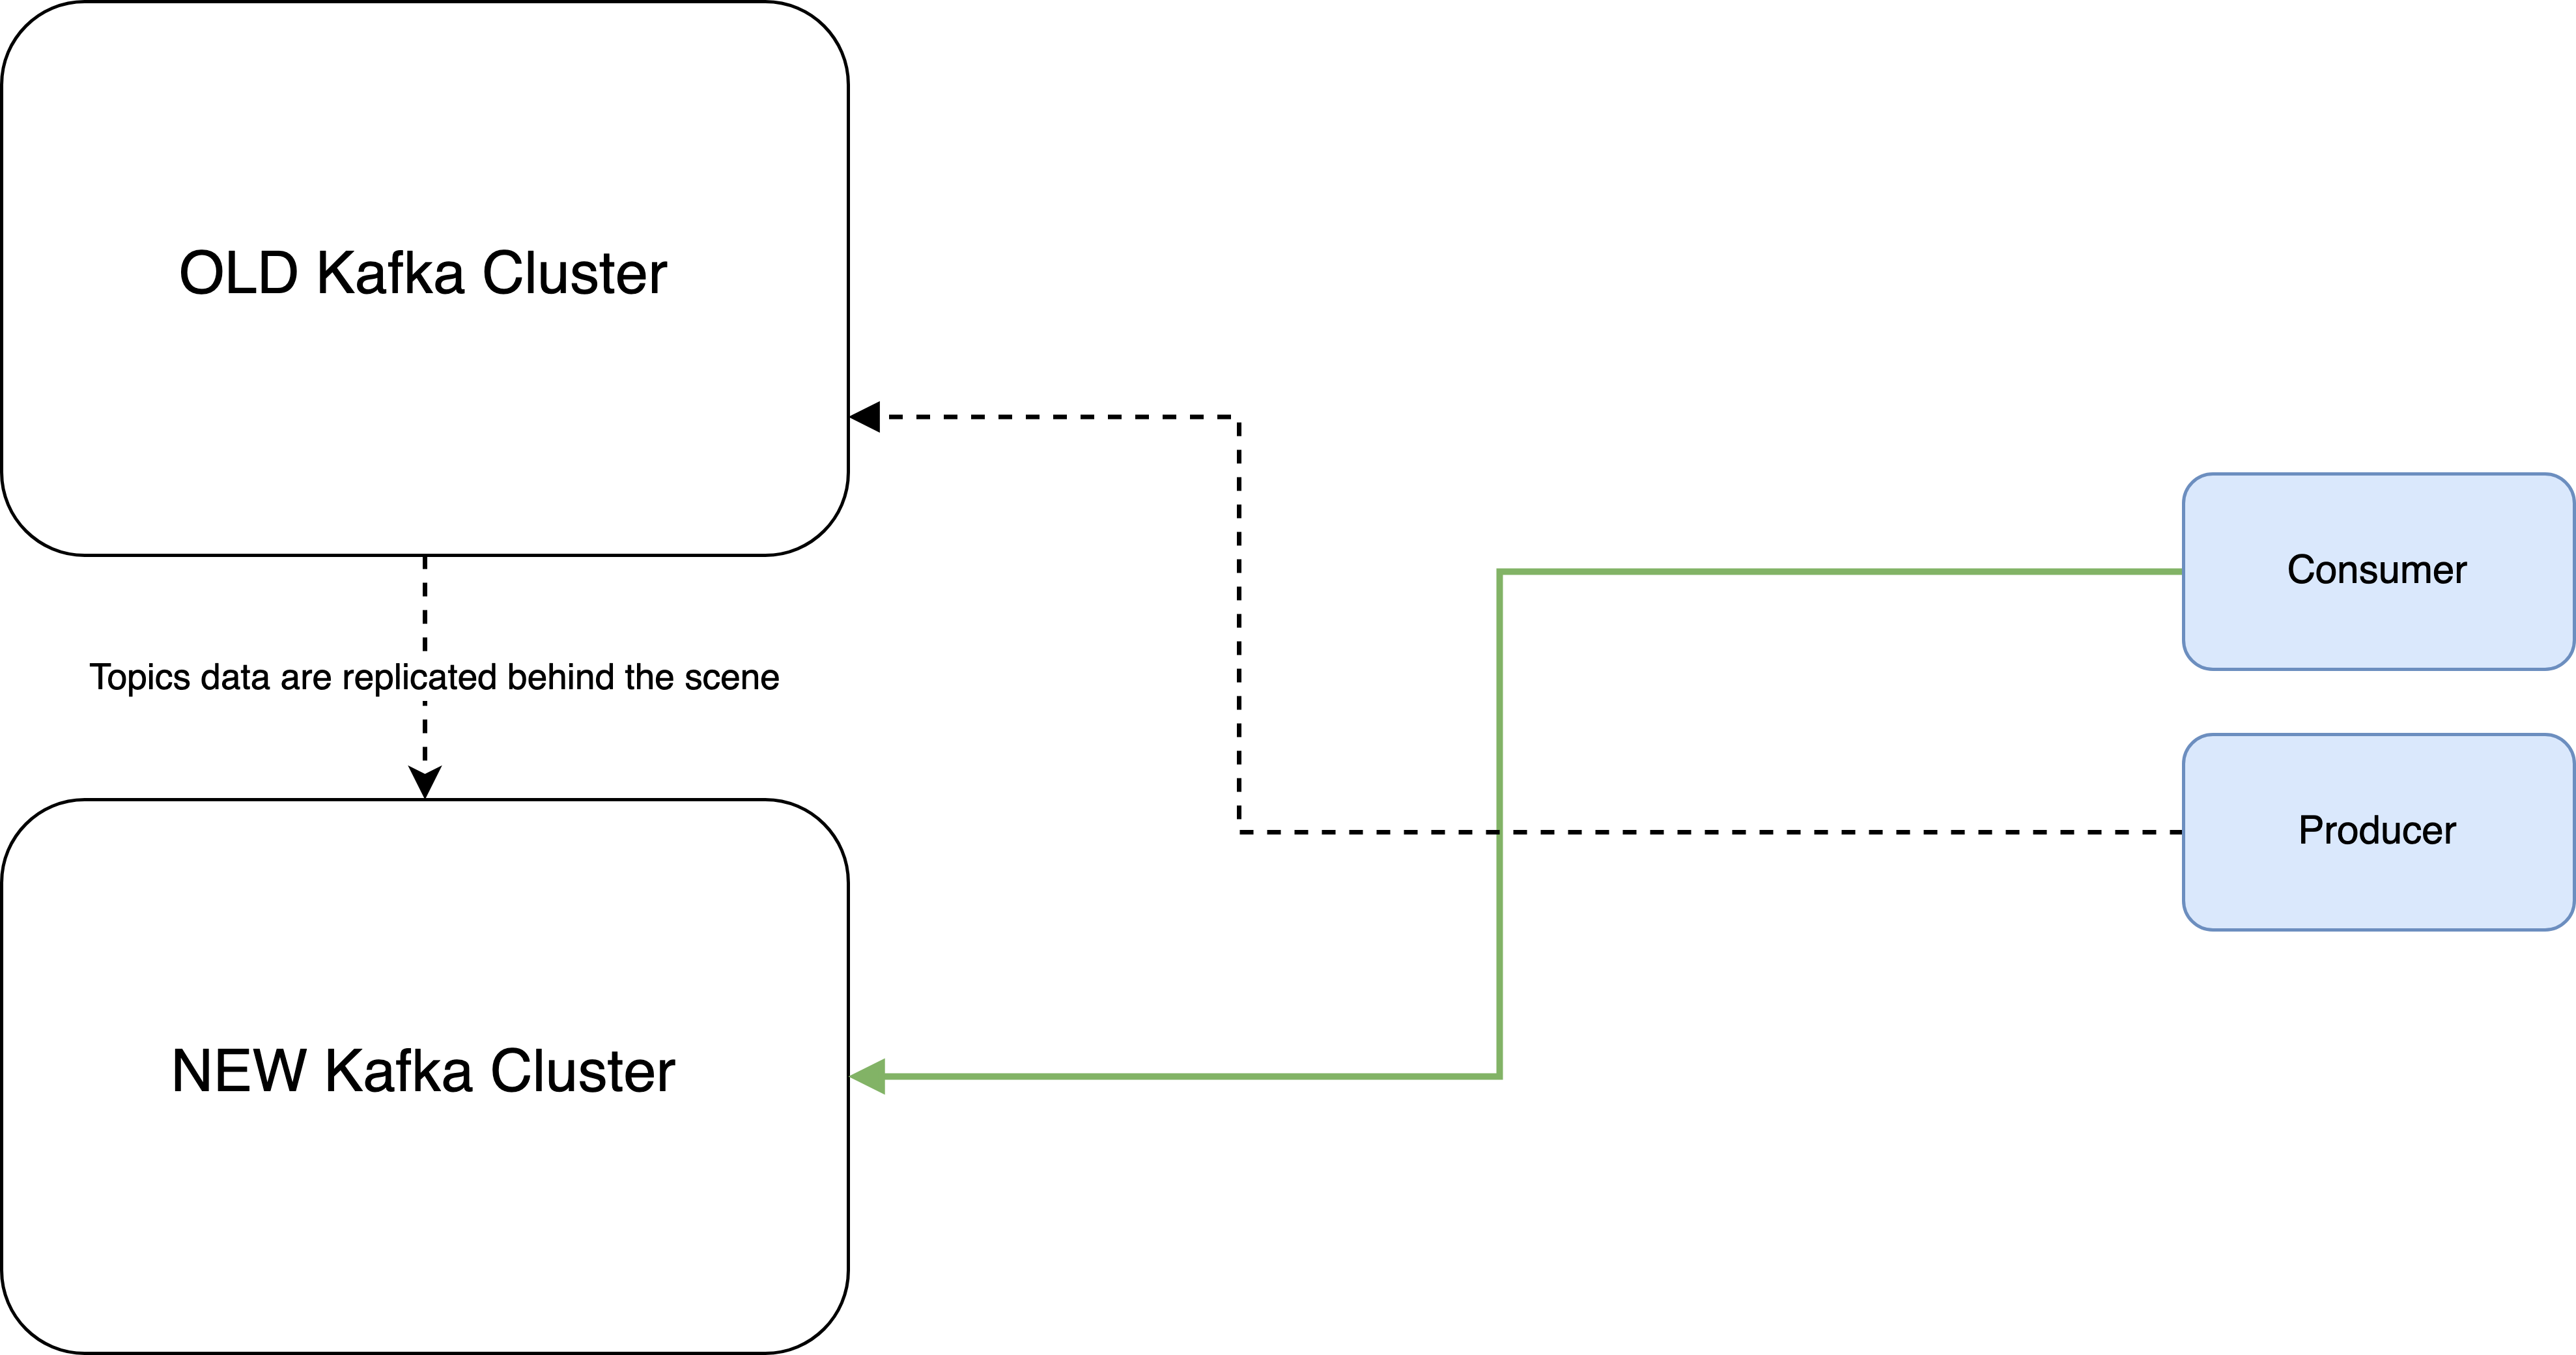 OLD Kafka Cluster
Topics data are replicated behind the scene
NEW Kafka Cluster
Consumer
Producer